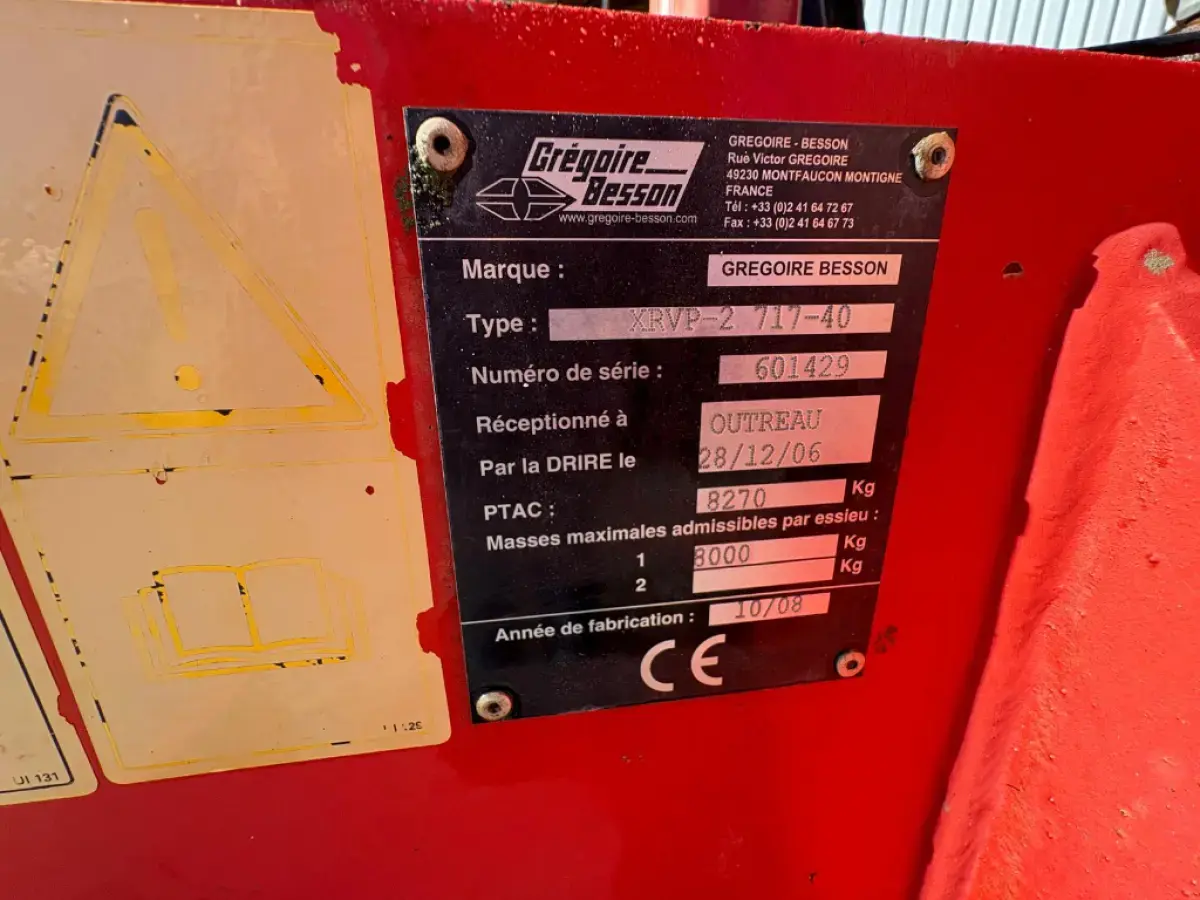 Grégoire
Besson
www.gregoire-besson.com
GREGOIRE - BESSON
Rue Victor GREGOIRE
49230 MONTFAUCON MONTIGNE
FRANCE
Tél : +33 (0)2 41 64 72 67
Fax : +33 (0)2 41 64 67 73
Marque : GREGOIRE BESSON
Type : XRVP-2 717-40
Numéro de série : 601429
Réceptionné à OUTREAU
Par la DRIRE le 28/12/06
PTAC : 8270 Kg
Masses maximales admissibles par essieu :
1 8000 Kg
2 Kg
Année de fabrication : 10/08
CE
UI 131